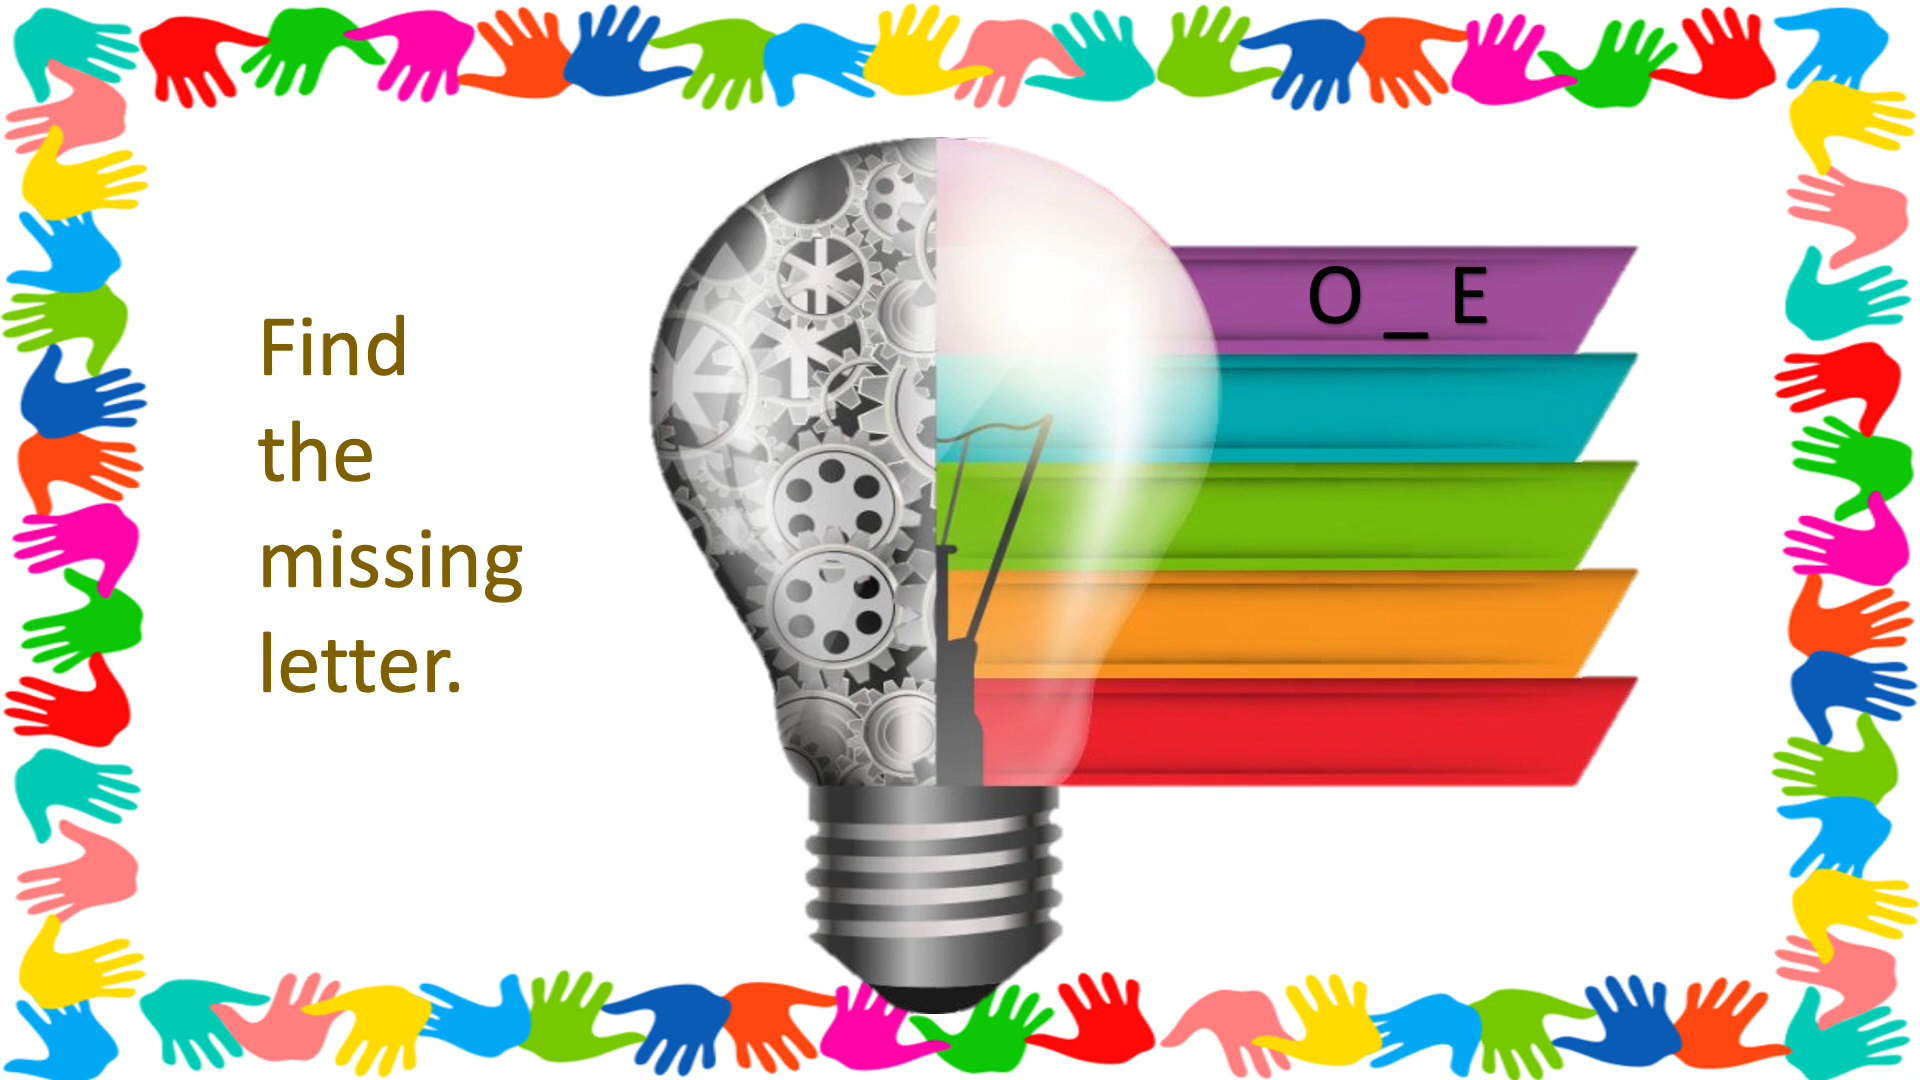 Find
the
missing
letter.
O _ E